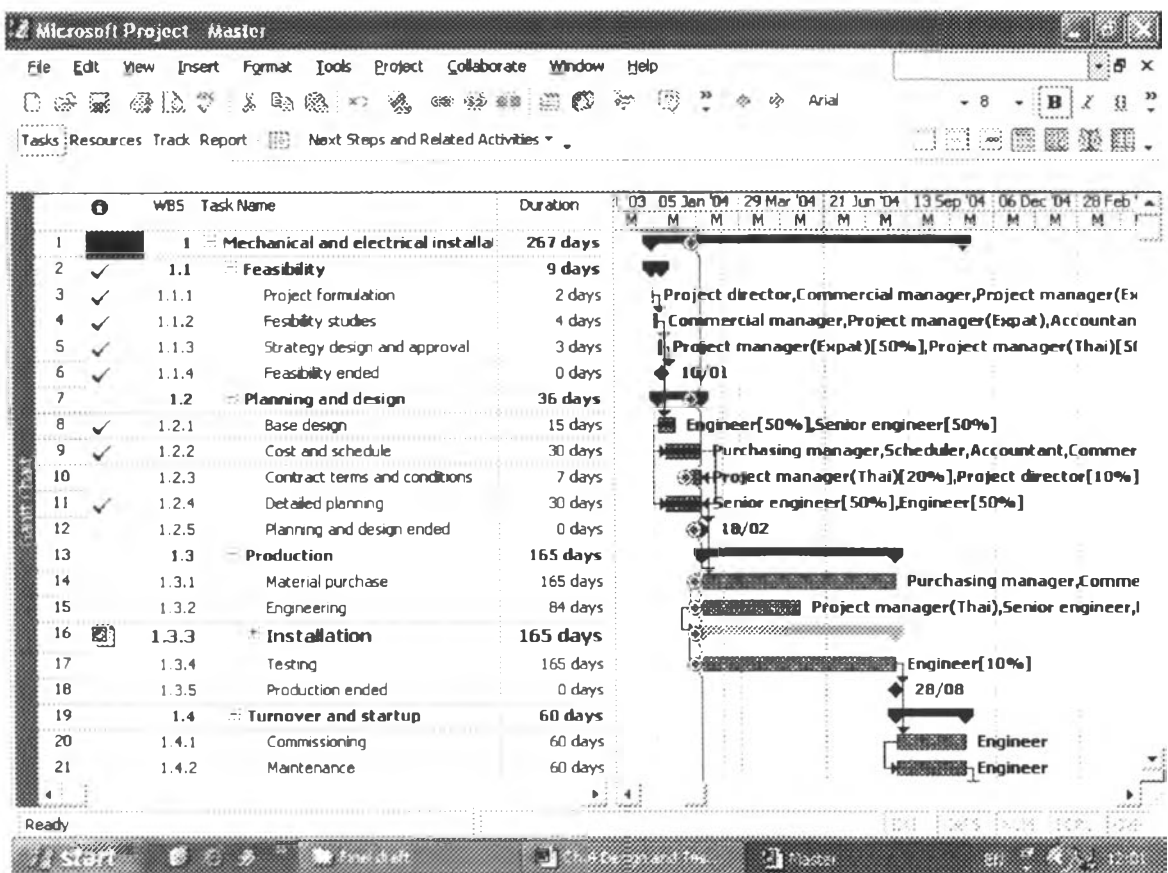 Microsoft Project - Master
File Edit View Insert Format Tools Project Collaborate Window Help
Arial 8 B
Tasks Resources Track Report Next Steps and Related Activities
WBS Task Name Duration '03 05 Jan '04 29 Mar '04 21 Jun '04 13 Sep '04 06 Dec '04 28 Feb '
M M M M M M M M M M M
1 1 Mechanical and electrical installa 267 days
2 1.1 Feasibility 9 days
3 1.1.1 Project formulation 2 days Project director,Commercial manager,Project manager(Ex
4 1.1.2 Fesibility studies 4 days Commercial manager,Project manager(Expat),Accountan
5 1.1.3 Strategy design and approval 3 days Project manager(Expat)[50%],Project manager(Thai)[5(
6 1.1.4 Feasibility ended 0 days 10/01
7 1.2 Planning and design 36 days
8 1.2.1 Base design 15 days Engineer[50%],Senior engineer[50%]
9 1.2.2 Cost and schedule 30 days Purchasing manager,Scheduler,Accountant,Commer
10 1.2.3 Contract terms and conditions 7 days Project manager(Thai)[20%],Project director[10%]
11 1.2.4 Detailed planning 30 days Senior engineer[50%],Engineer[50%]
12 1.2.5 Planning and design ended 0 days 18/02
13 1.3 Production 165 days
14 1.3.1 Material purchase 165 days Purchasing manager,Comme
15 1.3.2 Engineering 84 days Project manager(Thai),Senior engineer,
16 1.3.3 Installation 165 days
17 1.3.4 Testing 165 days Engineer[10%]
18 1.3.5 Production ended 0 days 28/08
19 1.4 Turnover and startup 60 days
20 1.4.1 Commissioning 60 days Engineer
21 1.4.2 Maintenance 60 days Engineer
Ready
start Final draft Ch.4 Design and Tes... Master EN 12:01